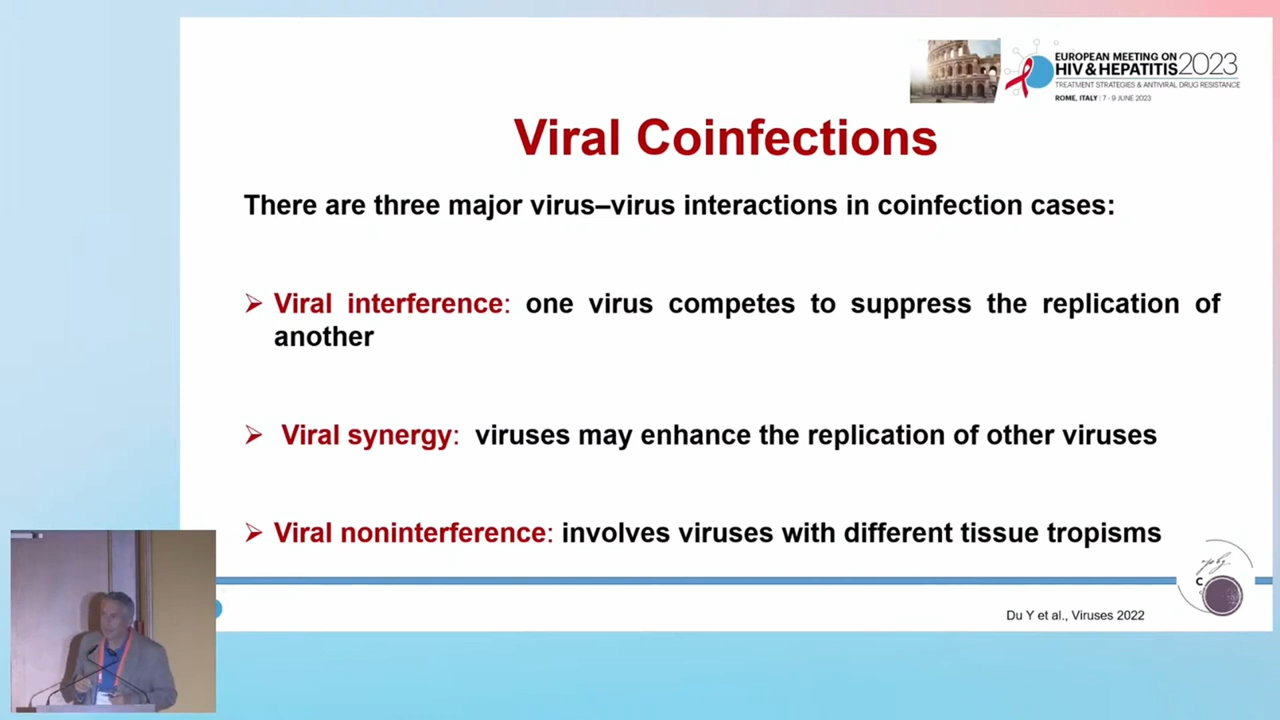 EUROPEAN MEETING ON
HIV & HEPATITIS 2023
TREATMENT STRATEGIES & ANTIVIRAL DRUG RESISTANCE
ROME, ITALY | 7 - 9 JUNE 2023
Viral Coinfections
There are three major virus–virus interactions in coinfection cases:
➢ Viral interference: one virus competes to suppress the replication of
another
➢ Viral synergy: viruses may enhance the replication of other viruses
➢ Viral noninterference: involves viruses with different tissue tropisms
Du Y et al., Viruses 2022